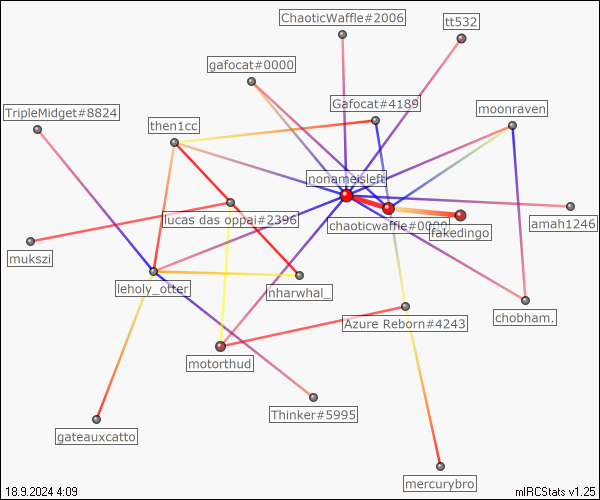 ChaoticWaffle#2006
tt532
gafocat#0000
Gafocat#4189
TripleMidget#8824
moonraven
then1cc
nonameisleft
lucas das oppai#2396
chaoticwaffle#0000
fakedingo
amah1246
mukszi
leholy_otter
nharwhal_
chobham.
Azure Reborn#4243
motorthud
Thinker#5995
gateauxcatto
mercurybro
18.9.2024 4:09
mIRCStats v1.25